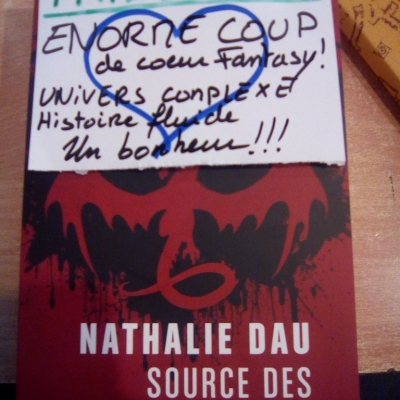 ENORME COUP
de coeur Fantasy!
UNIVERS COMPLEXE
Histoire fluide
Un bonheur!!!
NATHALIE DAU
SOURCE DES